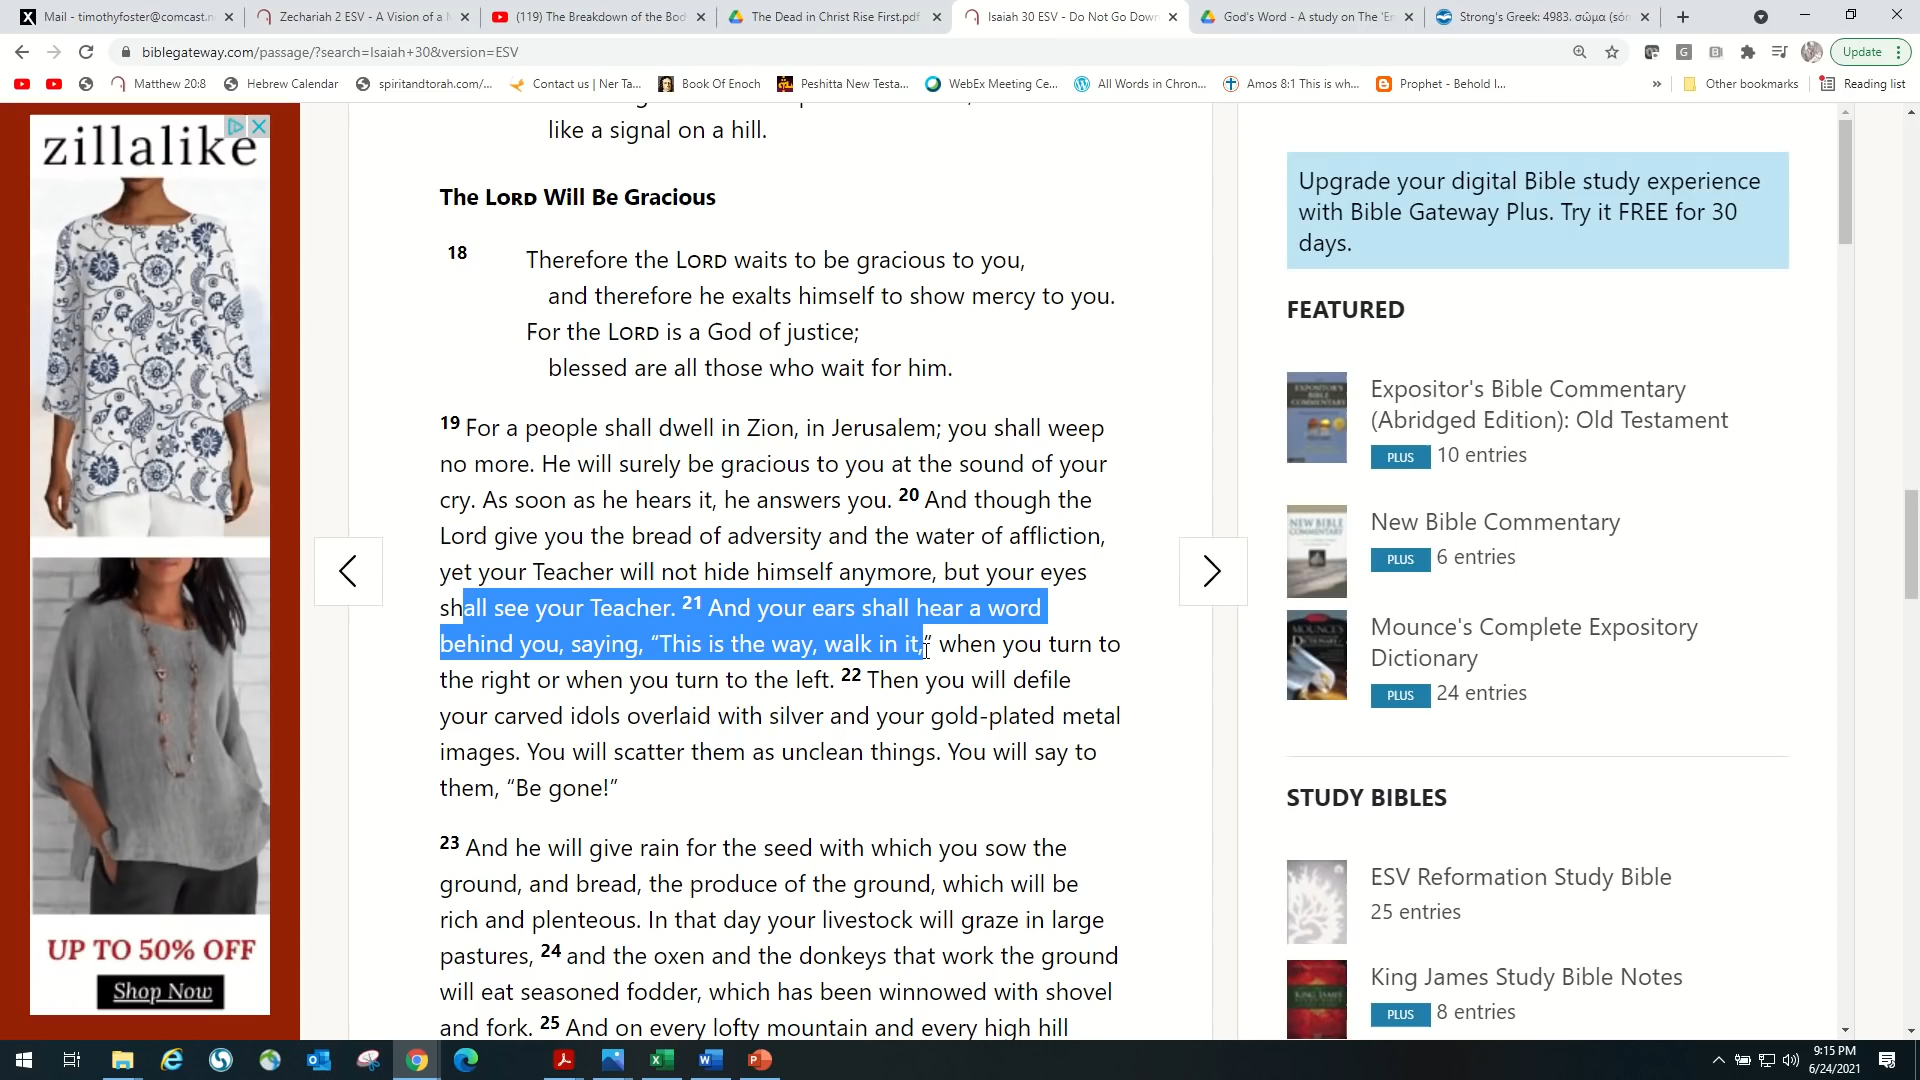 Mail - timothyfoster@comcast.n
Zechariah 2 ESV - A Vision of a M
(119) The Breakdown of the Bod
The Dead in Christ Rise First.pdf
Isaiah 30 ESV - Do Not Go Down
God's Word - A study on The 'En
Strong's Greek: 4983. σῶμα (són
biblegateway.com/passage/?search=Isaiah+30&version=ESV
Update
Matthew 20:8
Hebrew Calendar
spiritandtorah.com/...
Contact us | Ner Ta...
Book Of Enoch
Peshitta New Testa...
WebEx Meeting Ce...
All Words in Chron...
Amos 8:1 This is wh...
Prophet - Behold I...
»
Other bookmarks
Reading list
zillalike
UP TO 50% OFF
Shop Now
like a signal on a hill.
The LORD Will Be Gracious
18 Therefore the LORD waits to be gracious to you,
and therefore he exalts himself to show mercy to you.
For the LORD is a God of justice;
blessed are all those who wait for him.
19 For a people shall dwell in Zion, in Jerusalem; you shall weep
no more. He will surely be gracious to you at the sound of your
cry. As soon as he hears it, he answers you. 20 And though the
Lord give you the bread of adversity and the water of affliction,
yet your Teacher will not hide himself anymore, but your eyes
shall see your Teacher. 21 And your ears shall hear a word
behind you, saying, “This is the way, walk in it,” when you turn to
the right or when you turn to the left. 22 Then you will defile
your carved idols overlaid with silver and your gold-plated metal
images. You will scatter them as unclean things. You will say to
them, “Be gone!”
23 And he will give rain for the seed with which you sow the
ground, and bread, the produce of the ground, which will be
rich and plenteous. In that day your livestock will graze in large
pastures, 24 and the oxen and the donkeys that work the ground
will eat seasoned fodder, which has been winnowed with shovel
and fork. 25 And on every lofty mountain and every high hill
Upgrade your digital Bible study experience
with Bible Gateway Plus. Try it FREE for 30
days.
FEATURED
Expositor's Bible Commentary
(Abridged Edition): Old Testament
PLUS 10 entries
New Bible Commentary
PLUS 6 entries
Mounce's Complete Expository
Dictionary
PLUS 24 entries
STUDY BIBLES
ESV Reformation Study Bible
25 entries
King James Study Bible Notes
PLUS 8 entries
9:15 PM
6/24/2021